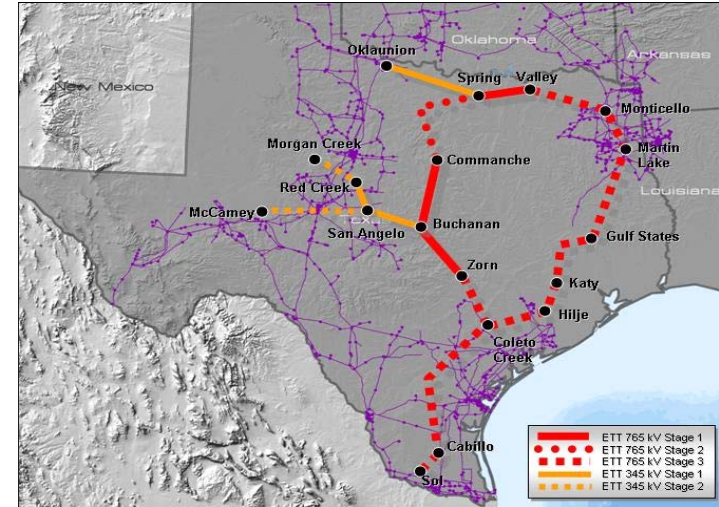 Oklahoma
Oklaunion
Arkansas
New Mexico
Spring
Valley
Monticello
Morgan Creek
Commanche
Martin
Lake
Red Creek
Louisiana
McCamey
San Angelo
Buchanan
Gulf States
Zorn
Katy
Hilje
Coleto
Creek
Cabillo
Sol
ETT 765 kV Stage 1
ETT 765 kV Stage 2
ETT 765 kV Stage 3
ETT 345 kV Stage 1
ETT 345 kV Stage 2